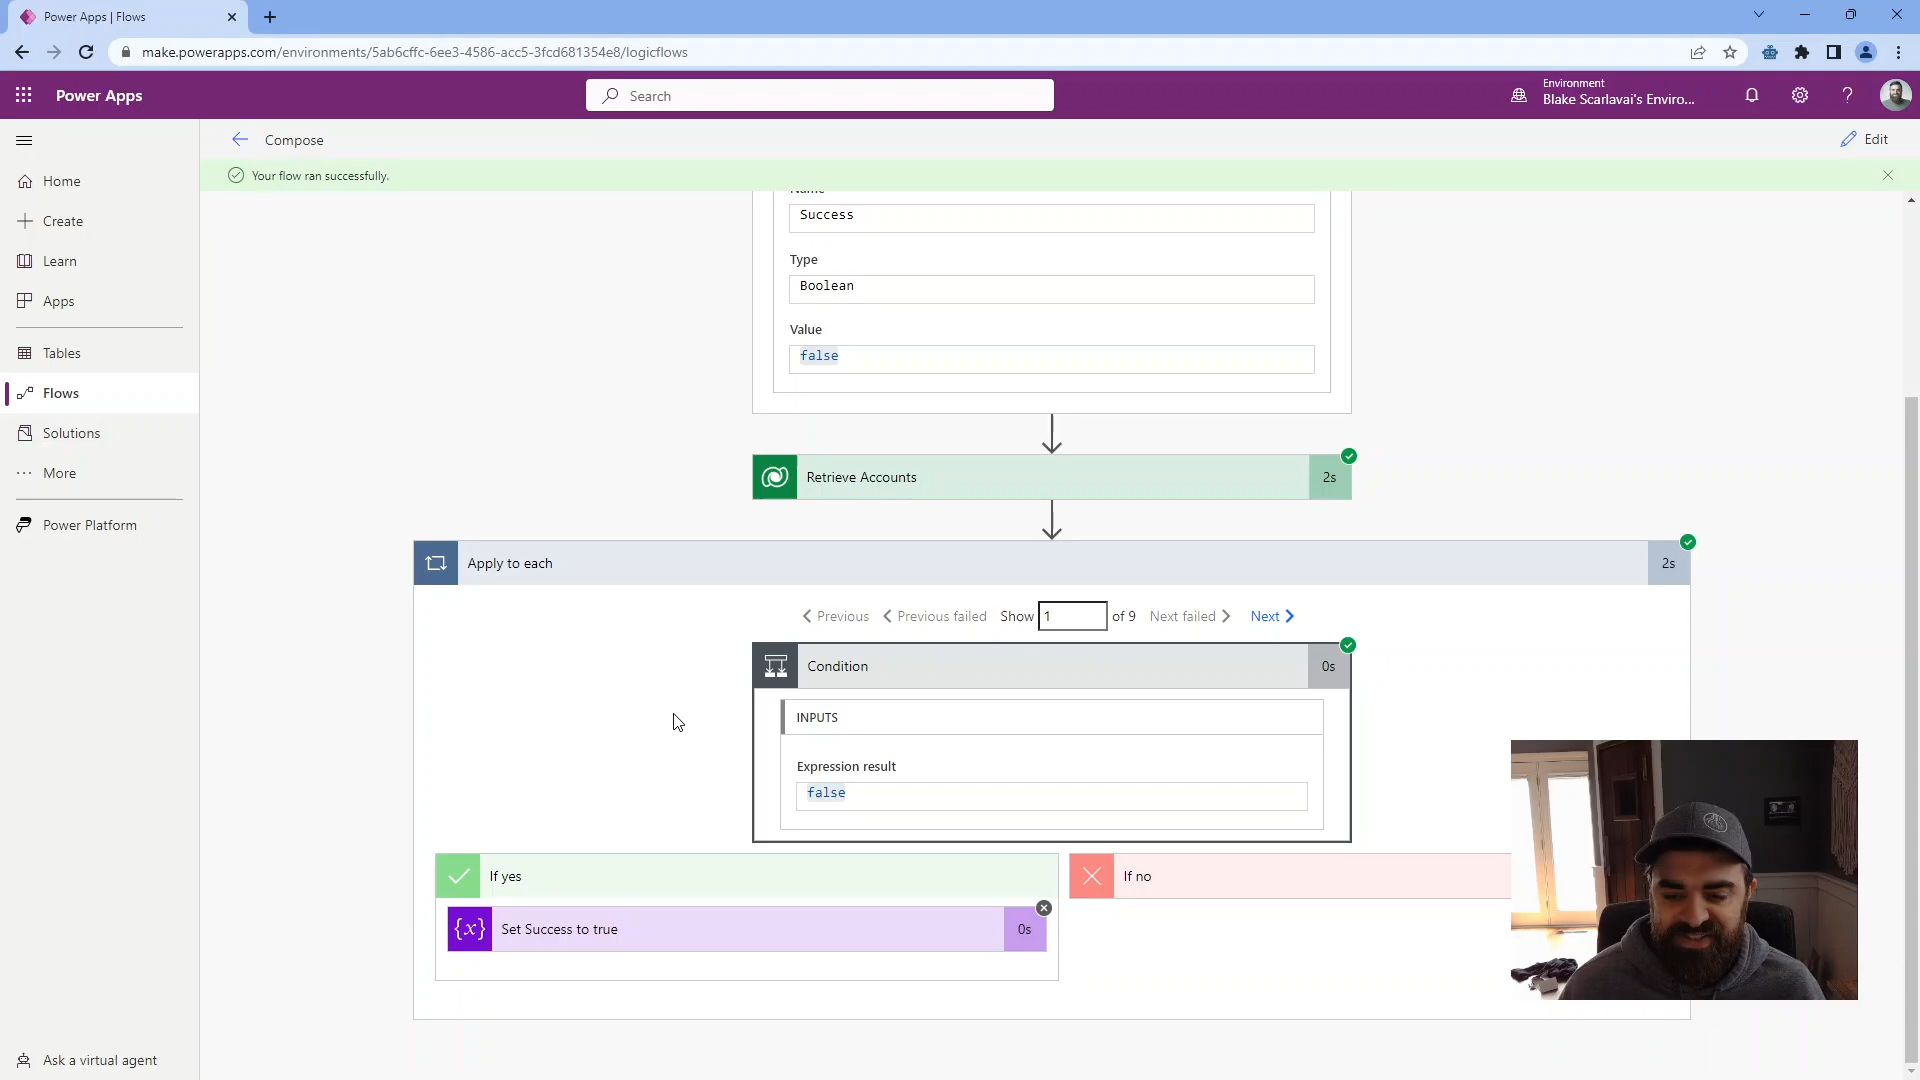 Power Apps | Flows
make.powerapps.com/environments/5ab6cffc-6ee3-4586-acc5-3fcd681354e8/logicflows
Power Apps
Search
Environment
Blake Scarlavai's Enviro...
Compose
Edit
Your flow ran successfully.
Home
Create
Learn
Apps
Tables
Flows
Solutions
More
Power Platform
Ask a virtual agent
Name
Success
Type
Boolean
Value
false
Retrieve Accounts
2s
Apply to each
2s
Previous
Previous failed
Show
1
of 9
Next failed
Next
Condition
0s
INPUTS
Expression result
false
If yes
{x}
Set Success to true
0s
If no